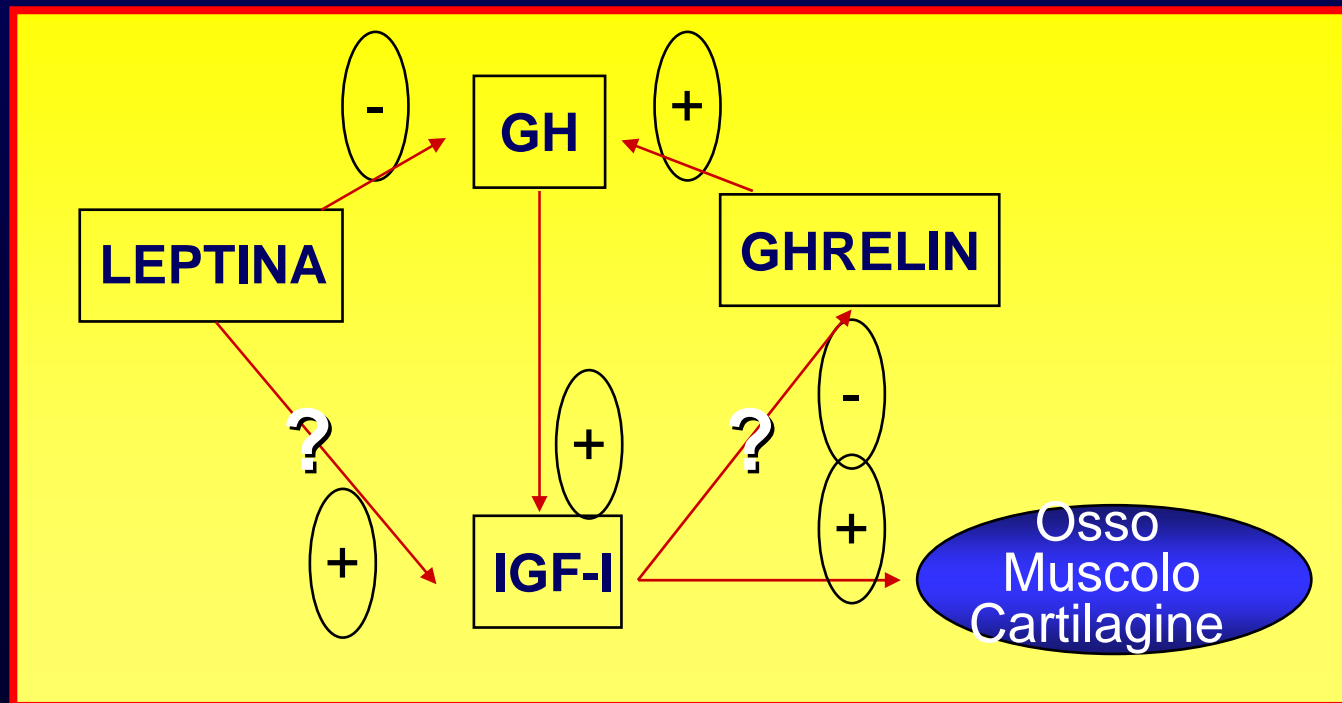 -
GH
+
LEPTINA
GHRELIN
?
+
?
-
+
+
IGF-I
Osso
Muscolo
Cartilagine